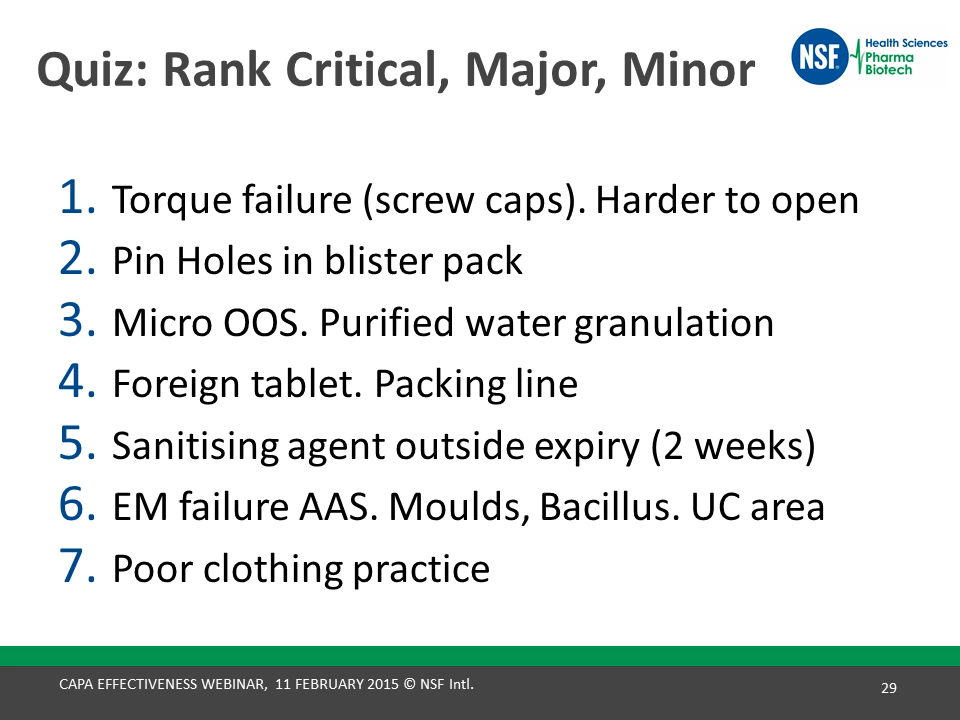 Quiz: Rank Critical, Major, Minor
NSF
Health Sciences
Pharma
Biotech
1. Torque failure (screw caps). Harder to open
2. Pin Holes in blister pack
3. Micro OOS. Purified water granulation
4. Foreign tablet. Packing line
5. Sanitising agent outside expiry (2 weeks)
6. EM failure AAS. Moulds, Bacillus. UC area
7. Poor clothing practice
CAPA EFFECTIVENESS WEBINAR, 11 FEBRUARY 2015 © NSF Intl.
29